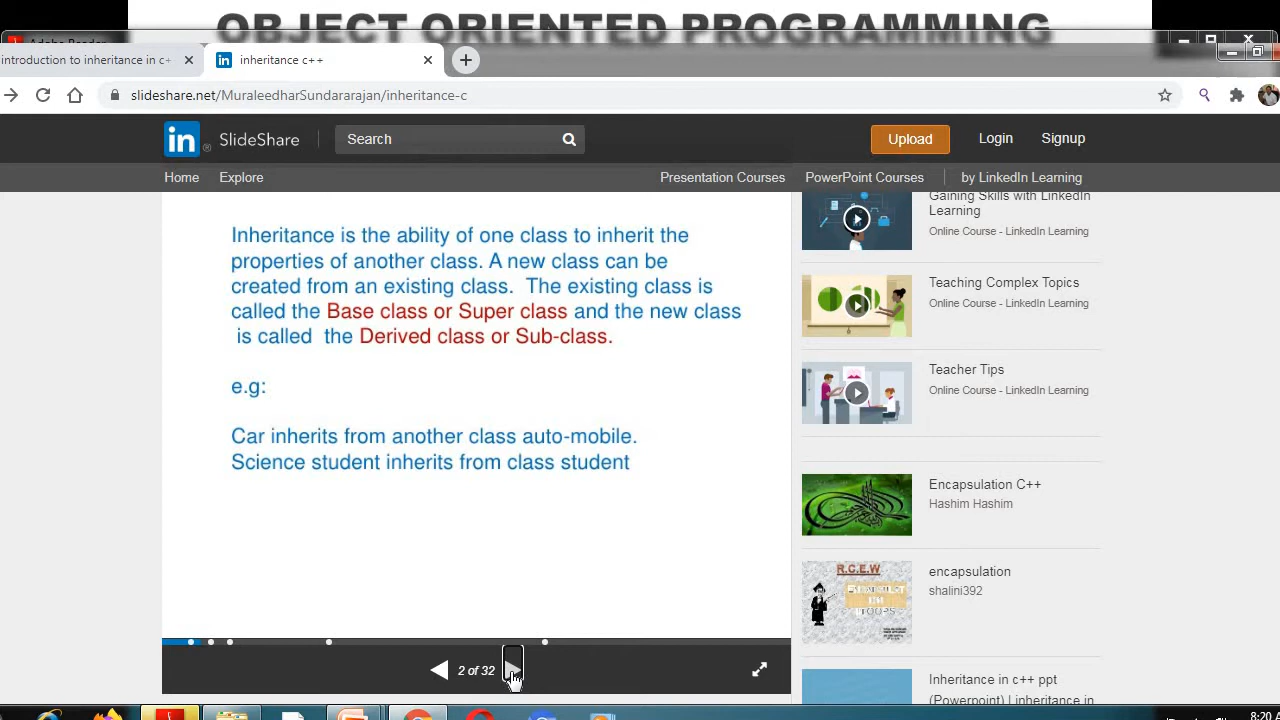 OBJECT ORIENTED PROGRAMMING
Adobe Reader
introduction to inheritance in c+
inheritance c++
slideshare.net/MuraleedharSundararajan/inheritance-c
in SlideShare
Search
Upload
Login
Signup
Home
Explore
Presentation Courses
PowerPoint Courses
by LinkedIn Learning
Inheritance is the ability of one class to inherit the
properties of another class. A new class can be
created from an existing class. The existing class is
called the Base class or Super class and the new class
is called the Derived class or Sub-class.
e.g:
Car inherits from another class auto-mobile.
Science student inherits from class student
2 of 32
Gaining Skills with LinkedIn
Learning
Online Course - LinkedIn Learning
Teaching Complex Topics
Online Course - LinkedIn Learning
Teacher Tips
Online Course - LinkedIn Learning
Encapsulation C++
Hashim Hashim
R.C.E.W
encapsulation
shalini392
Inheritance in c++ ppt
(Powerpoint) | inheritance in
8:20